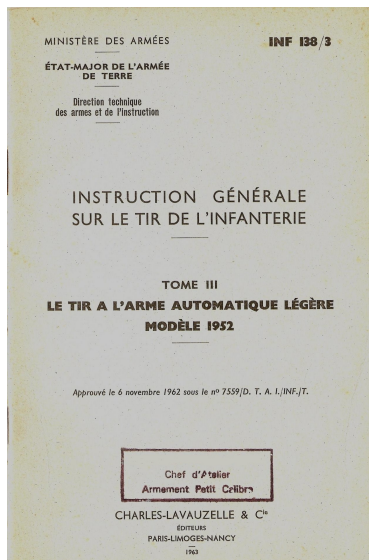 MINISTÈRE DES ARMÉES
INF 138/3
ÉTAT-MAJOR DE L'ARMÉE
DE TERRE
Direction technique
des armes et de l'instruction
INSTRUCTION GÉNÉRALE
SUR LE TIR DE L'INFANTERIE
TOME III
LE TIR A L'ARME AUTOMATIQUE LÉGÈRE
MODÈLE 1952
Approuvé le 6 novembre 1962 sous le nº 7559/D. T. A. I./INF./T.
Chef d'Atelier
Armement Petit Calibre
CHARLES-LAVAUZELLE & Cie
ÉDITEURS
PARIS-LIMOGES-NANCY
1963